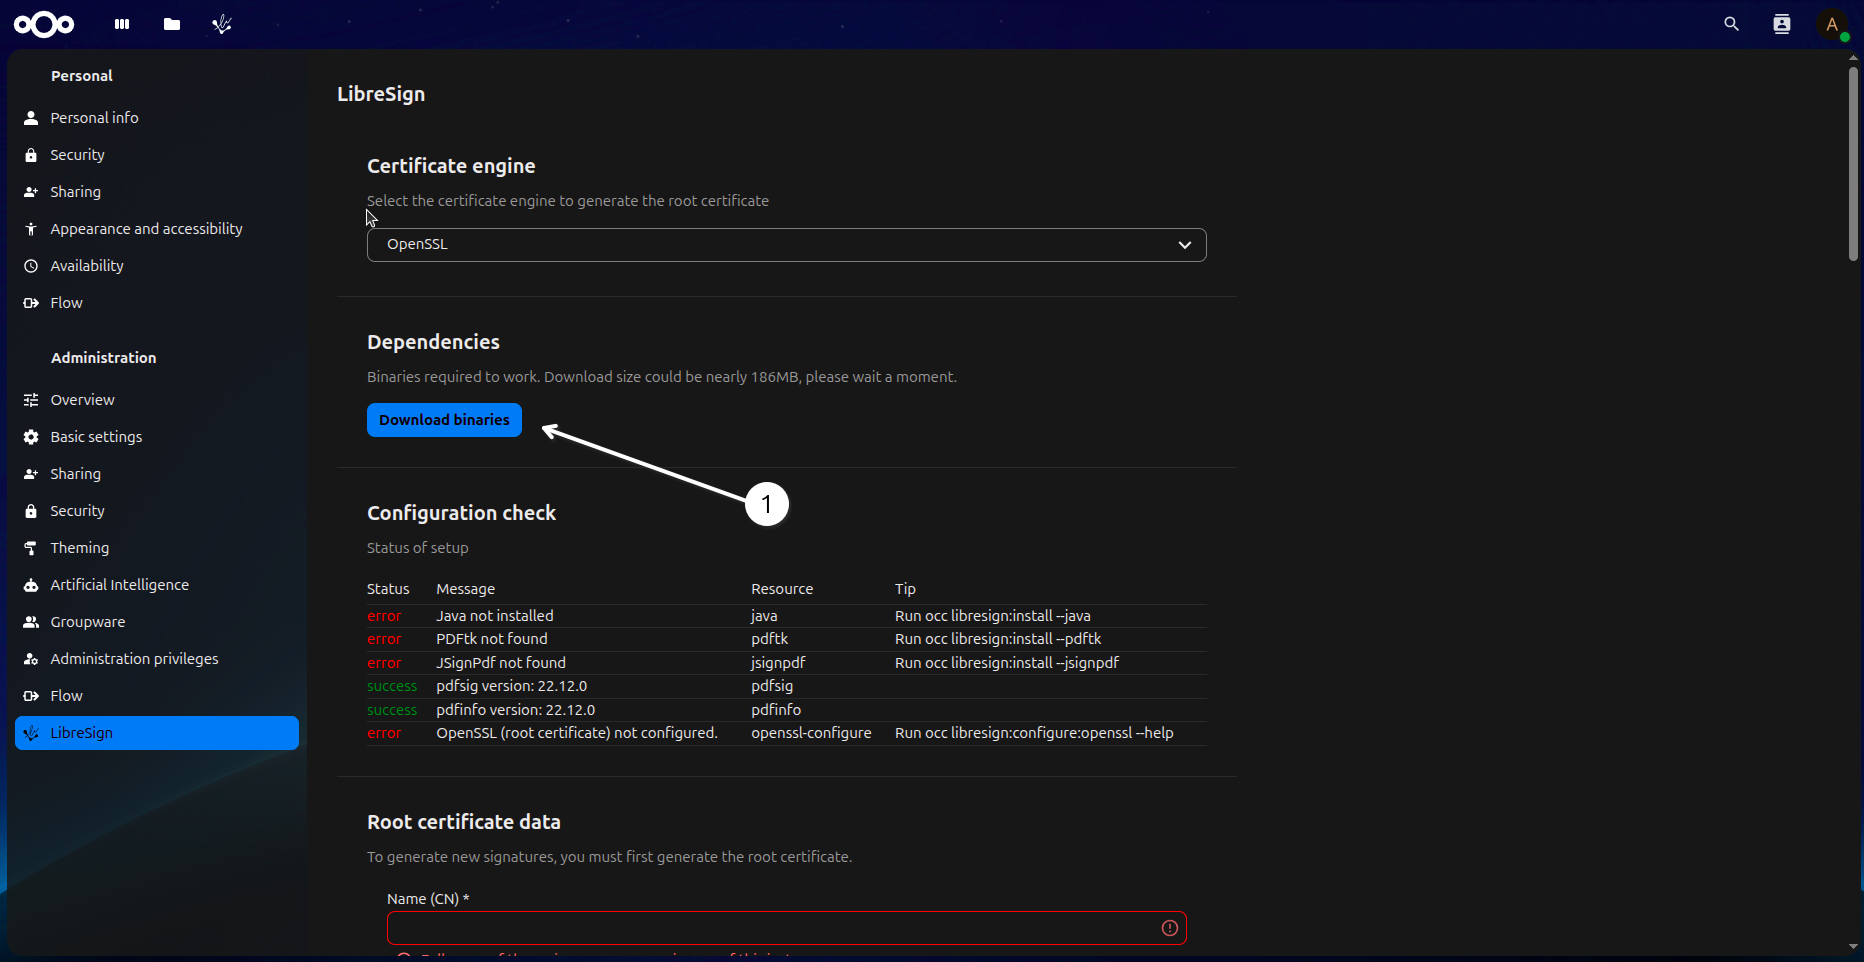 A
Personal
Personal info
Security
Sharing
Appearance and accessibility
Availability
Flow
Administration
Overview
Basic settings
Sharing
Security
Theming
Artificial Intelligence
Groupware
Administration privileges
Flow
LibreSign
LibreSign
Certificate engine
Select the certificate engine to generate the root certificate
OpenSSL
Dependencies
Binaries required to work. Download size could be nearly 186MB, please wait a moment.
Download binaries
1
Configuration check
Status of setup
Status Message Resource Tip
error Java not installed java Run occ libresign:install --java
error PDFtk not found pdftk Run occ libresign:install --pdftk
error JSignPdf not found jsignpdf Run occ libresign:install --jsignpdf
success pdfsig version: 22.12.0 pdfsig
success pdfinfo version: 22.12.0 pdfinfo
error OpenSSL (root certificate) not configured. openssl-configure Run occ libresign:configure:openssl --help
Root certificate data
To generate new signatures, you must first generate the root certificate.
Name (CN) *